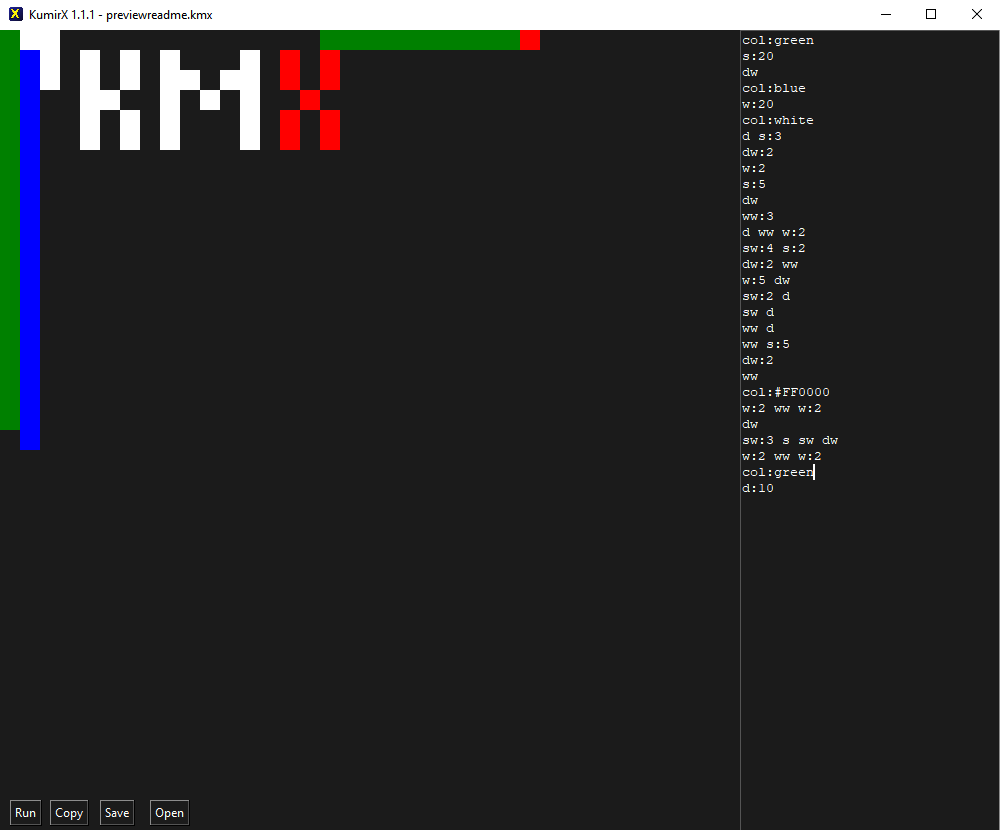 KumirX 1.1.1 - previewreadme.kmx
KMX
col:green
s:20
dw
col:blue
w:20
col:white
d s:3
dw:2
w:2
s:5
dw
ww:3
d ww w:2
sw:4 s:2
dw:2 ww
w:5 dw
sw:2 d
sw d
ww d
ww s:5
dw:2
ww
col:#FF0000
w:2 ww w:2
dw
sw:3 s sw dw
w:2 ww w:2
col:green
d:10
Run Copy Save Open